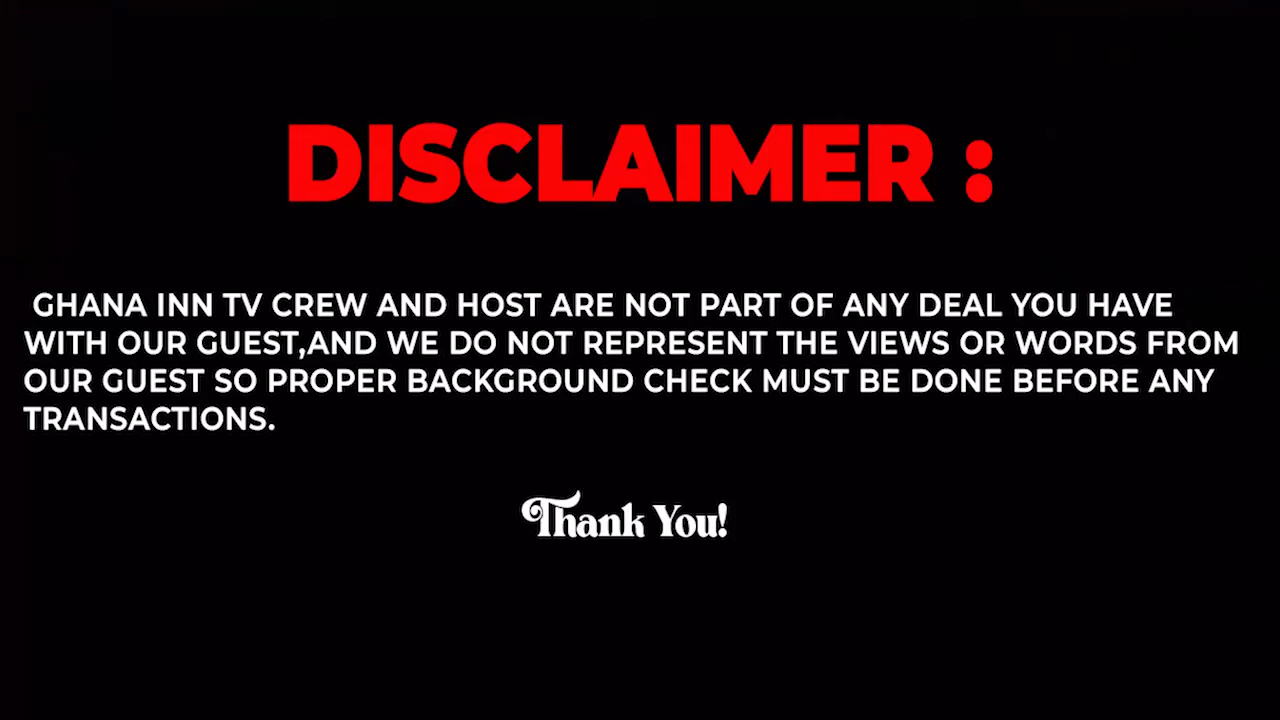 DISCLAIMER :
GHANA INN TV CREW AND HOST ARE NOT PART OF ANY DEAL YOU HAVE
WITH OUR GUEST,AND WE DO NOT REPRESENT THE VIEWS OR WORDS FROM
OUR GUEST SO PROPER BACKGROUND CHECK MUST BE DONE BEFORE ANY
TRANSACTIONS.
Thank You!